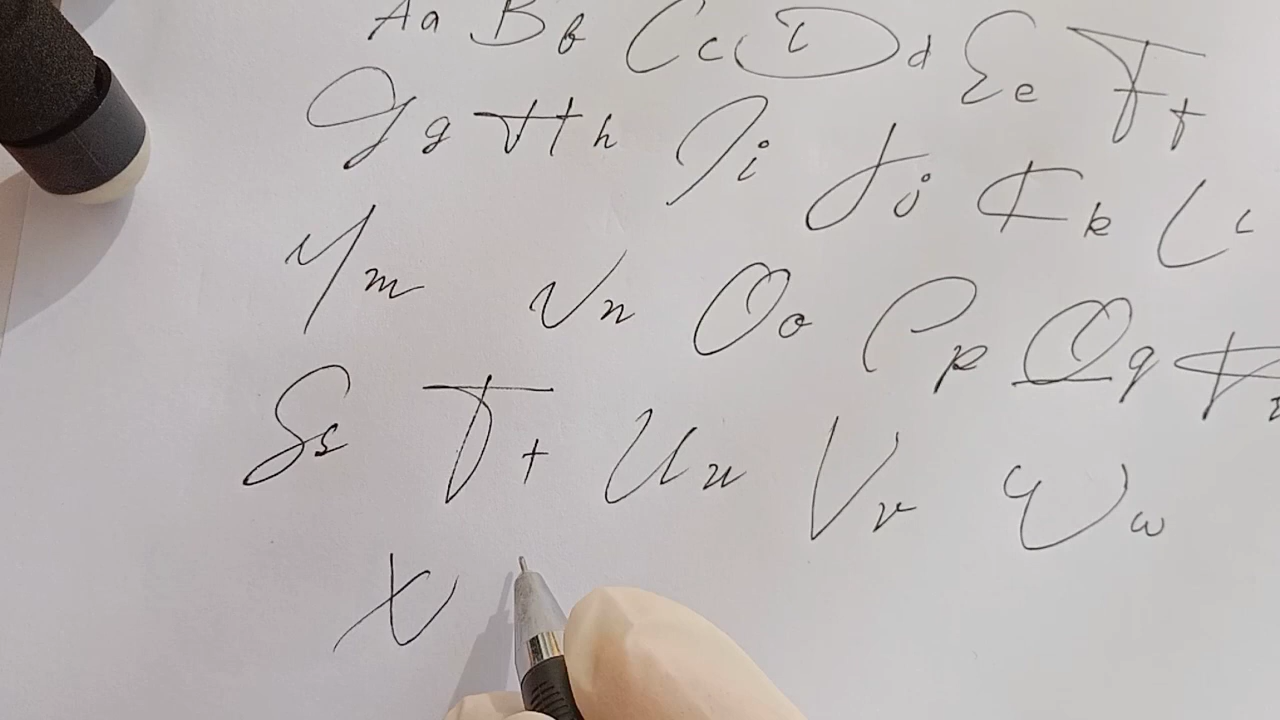 Aa Bb Cc Dd Ee Ff
Gg Hh Ii Jj Kk Ll
Mm Nn Oo Pp Qq Rr
Ss Tt Uu Vv Ww
X